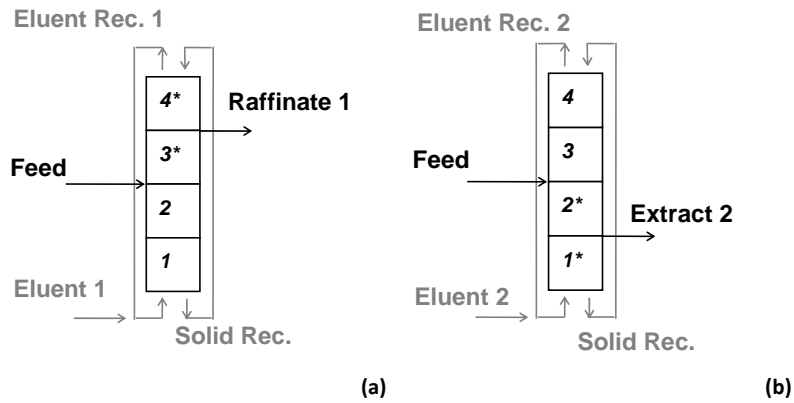 Eluent Rec. 1
4*
Raffinate 1
3*
Feed
2
1
Eluent 1
Solid Rec.
(a)
Eluent Rec. 2
4
3
Feed
2*
Extract 2
1*
Eluent 2
Solid Rec.
(b)